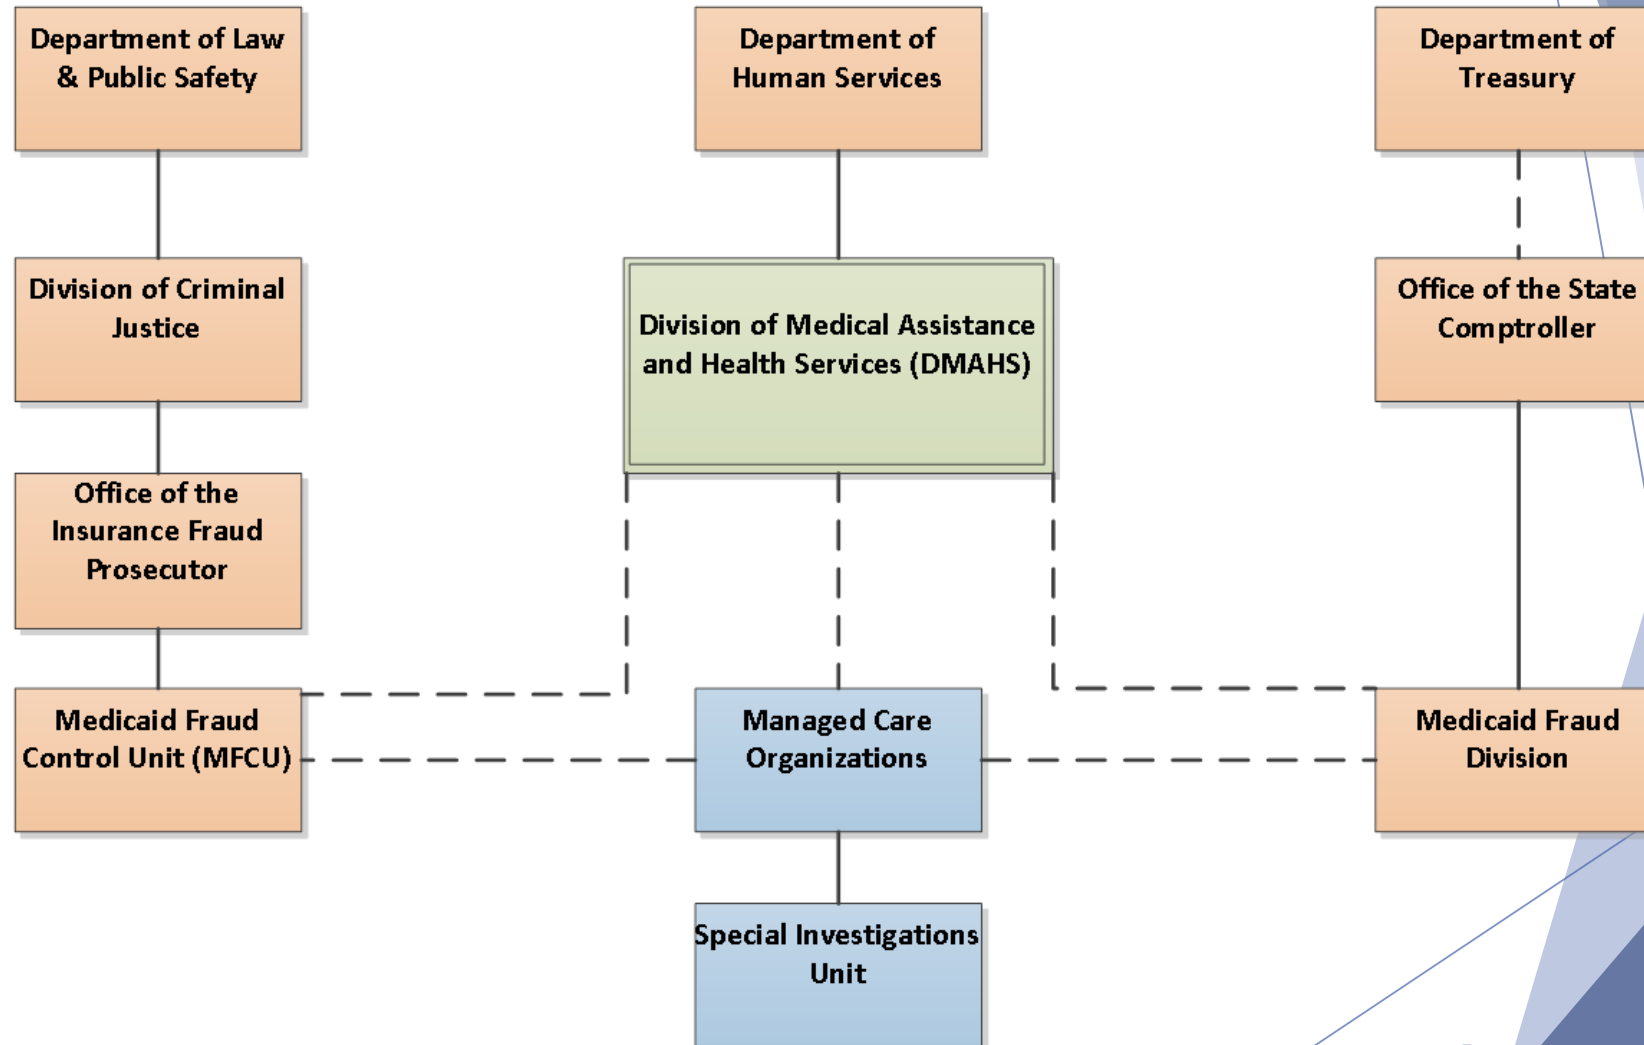 Department of Law
& Public Safety
Department of
Human Services
Department of
Treasury
Division of Criminal
Justice
Division of Medical Assistance
and Health Services (DMAHS)
Office of the State
Comptroller
Office of the
Insurance Fraud
Prosecutor
Medicaid Fraud
Control Unit (MFCU)
Managed Care
Organizations
Medicaid Fraud
Division
Special Investigations
Unit